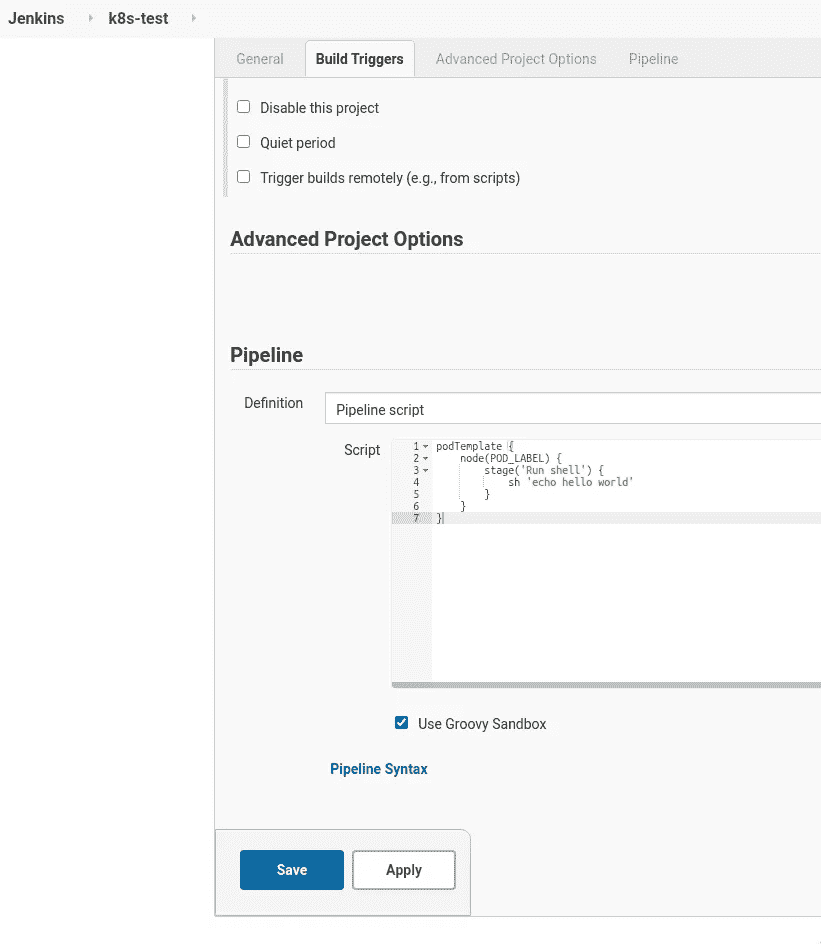 Jenkins k8s-test
General Build Triggers Advanced Project Options Pipeline
Disable this project
Quiet period
Trigger builds remotely (e.g., from scripts)
Advanced Project Options
Pipeline
Definition Pipeline script
Script
1 podTemplate {
2 node(POD_LABEL) {
3 stage('Run shell') {
4 sh 'echo hello world'
5 }
6 }
7 }
Use Groovy Sandbox
Pipeline Syntax
Save Apply